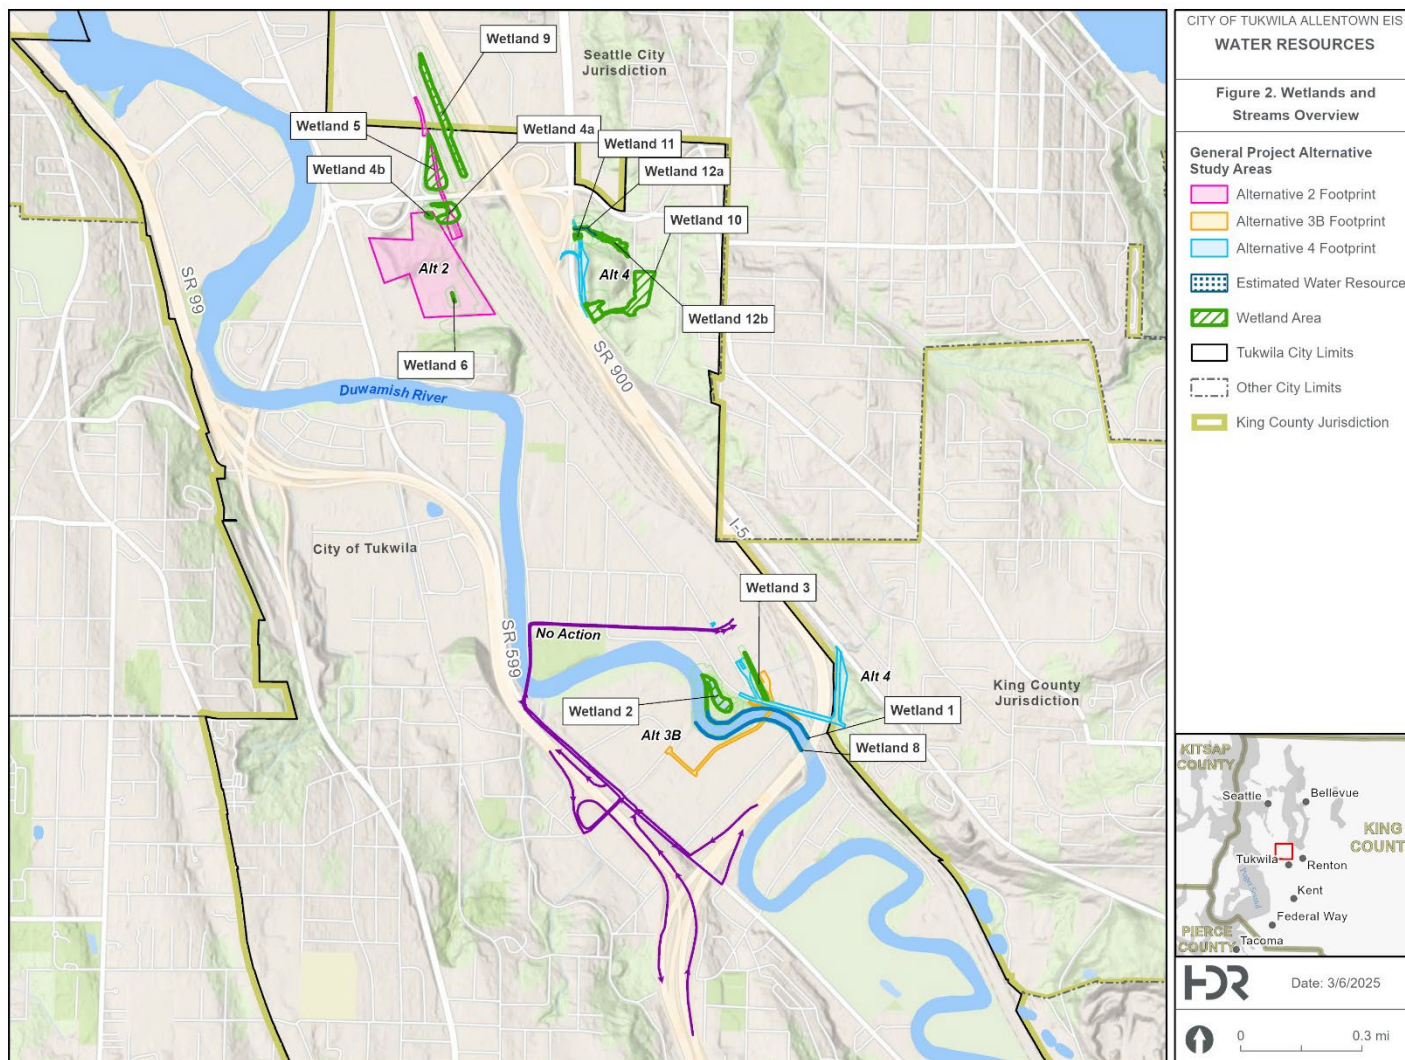 Wetland 9
Seattle City
Jurisdiction
Wetland 5
Wetland 4a
Wetland 11
Wetland 4b
Wetland 12a
Wetland 10
Alt 2
Alt 4
SR 99
Wetland 12b
Wetland 6
SR 900
Duwamish River
I-5
City of Tukwila
Wetland 3
No Action
SR 599
Alt 4
King County
Jurisdiction
Wetland 2
Wetland 1
Alt 3B
Wetland 8
CITY OF TUKWILA ALLENTOWN EIS
WATER RESOURCES
Figure 2. Wetlands and
Streams Overview
General Project Alternative
Study Areas
Alternative 2 Footprint
Alternative 3B Footprint
Alternative 4 Footprint
Estimated Water Resource
Wetland Area
Tukwila City Limits
Other City Limits
King County Jurisdiction
KITSAP
COUNTY
Seattle
Bellevue
KING
COUNT
Tukwila
Renton
Puget Sound
Kent
Federal Way
PIERCE
COUNTY
Tacoma
HDR
Date: 3/6/2025
0 0.3 mi